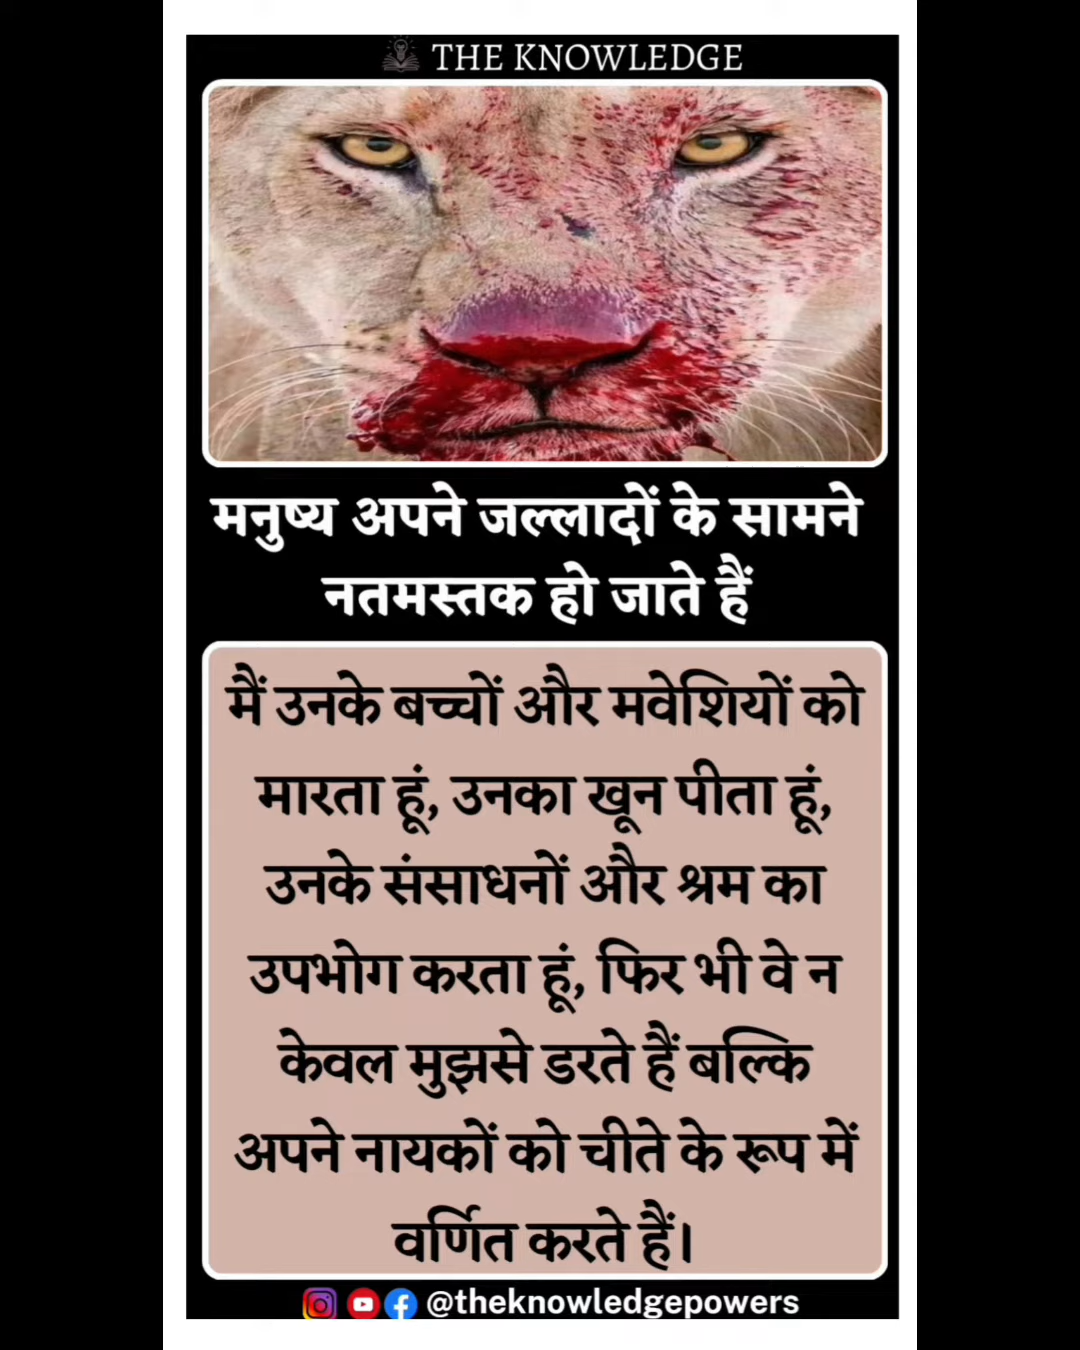 THE KNOWLEDGE
मनुष्य अपने जल्लादों के सामने
नतमस्तक हो जाते हैं
मैं उनके बच्चों और मवेशियों को
मारता हूं, उनका खून पीता हूं,
उनके संसाधनों और श्रम का
उपभोग करता हूं, फिर भी वे न
केवल मुझसे डरते हैं बल्कि
अपने नायकों को चीते के रूप में
वर्णित करते हैं।
@theknowledgepowers